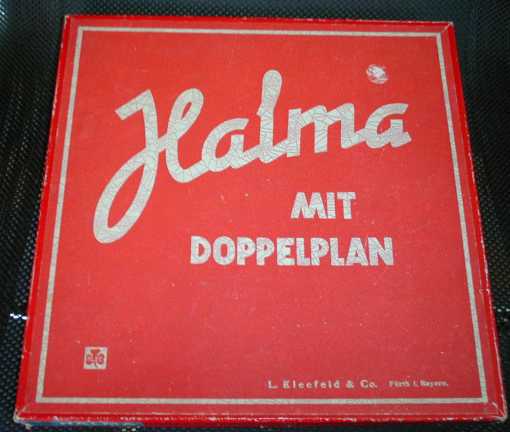 Halma
MIT
DOPPELPLAN
L. Kleefeld & Co. Fürth i. Bayern.